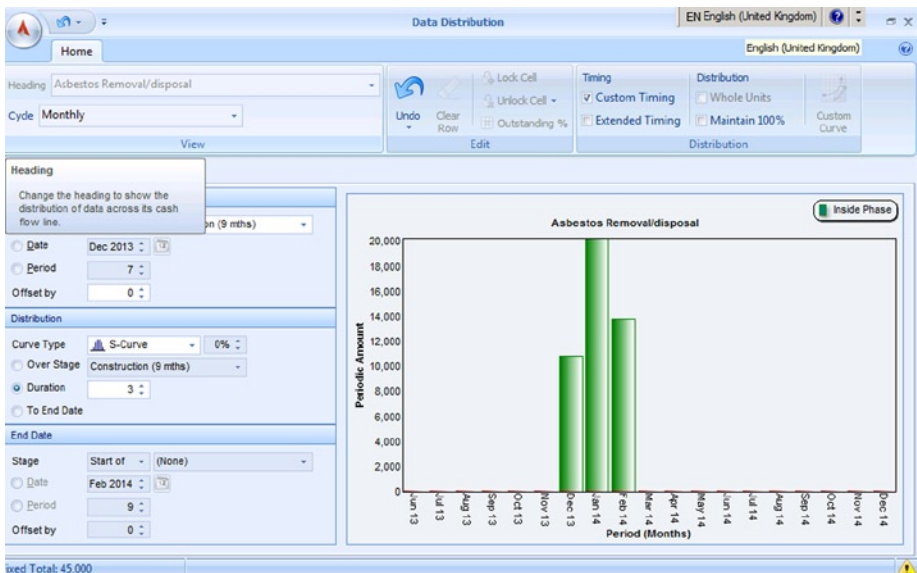 Data Distribution
EN English (United Kingdom)
English (United Kingdom)
Home
Heading Asbestos Removal/disposal
Cycle Monthly
View
Undo
Clear Row
Lock Cell
Unlock Cell
Outstanding %
Edit
Timing
Custom Timing
Extended Timing
Distribution
Whole Units
Maintain 100%
Custom Curve
Distribution
Heading
Change the heading to show the
distribution of data across its cash
flow line.
(9 mths)
Date Dec 2013
Period 7
Offset by 0
Distribution
Curve Type S-Curve 0%
Over Stage Construction (9 mths)
Duration 3
To End Date
End Date
Stage Start of (None)
Date Feb 2014
Period 9
Offset by 0
Inside Phase
Asbestos Removal/disposal
Periodic Amount
20,000
18,000
16,000
14,000
12,000
10,000
8,000
6,000
4,000
2,000
0
Jun 13 Jul 13 Aug 13 Sep 13 Oct 13 Nov 13 Dec 13 Jan 14 Feb 14 Mar 14 Apr 14 May 14 Jun 14 Jul 14 Aug 14 Sep 14 Oct 14 Nov 14 Dec 14
Period (Months)
Total: 45,000